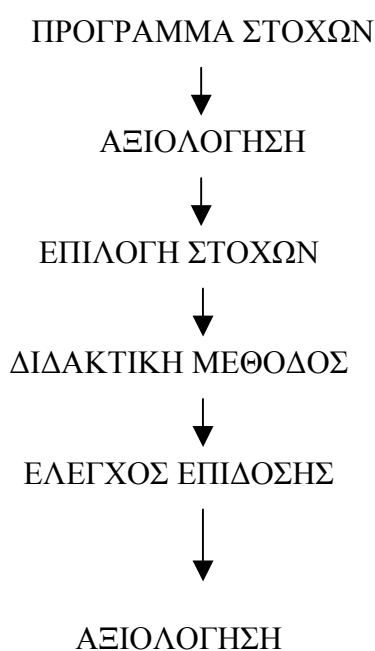 ΠΡΟΓΡΑΜΜΑ ΣΤΟΧΩΝ
ΑΞΙΟΛΟΓΗΣΗ
ΕΠΙΛΟΓΗ ΣΤΟΧΩΝ
ΔΙΔΑΚΤΙΚΗ ΜΕΘΟΔΟΣ
ΕΛΕΓΧΟΣ ΕΠΙΔΟΣΗΣ
ΑΞΙΟΛΟΓΗΣΗ